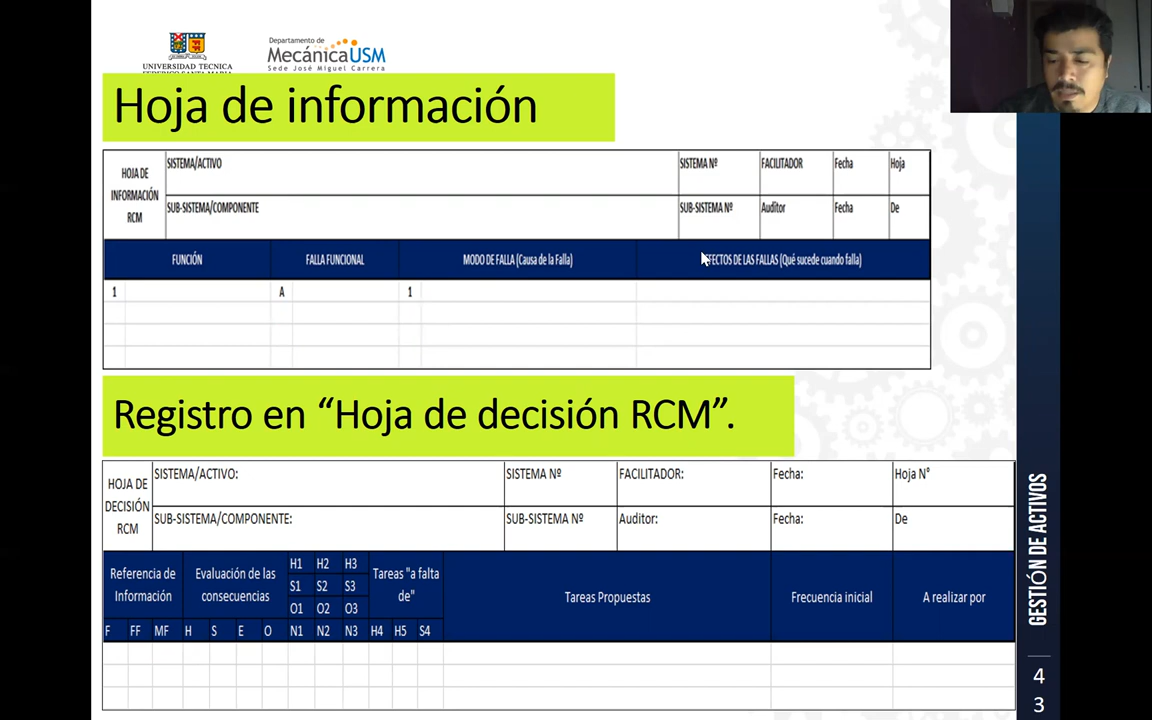 UNIVERSIDAD TECNICA
FEDERICO SANTA MARIA
Departamento de
MecánicaUSM
Sede José Miguel Carrera
Hoja de información
HOJA DE
INFORMACIÓN
RCM
SISTEMA/ACTIVO
SISTEMA Nº
FACILITADOR
Fecha
Hoja
SUB-SISTEMA/COMPONENTE
SUB-SISTEMA Nº
Auditor
Fecha
De
FUNCIÓN
FALLA FUNCIONAL
MODO DE FALLA (Causa de la Falla)
EFECTOS DE LAS FALLAS (Qué sucede cuando falla)
1
A
1
Registro en “Hoja de decisión RCM”.
HOJA DE
DECISIÓN
RCM
SISTEMA/ACTIVO:
SISTEMA Nº
FACILITADOR:
Fecha:
Hoja N°
SUB-SISTEMA/COMPONENTE:
SUB-SISTEMA Nº
Auditor:
Fecha:
De
Referencia de
Información
Evaluación de las
consecuencias
H1 H2 H3
S1 S2 S3
O1 O2 O3
Tareas "a falta
de"
Tareas Propuestas
Frecuencia inicial
A realizar por
F FF MF H S E O N1 N2 N3 H4 H5 S4
GESTIÓN DE ACTIVOS
4
3